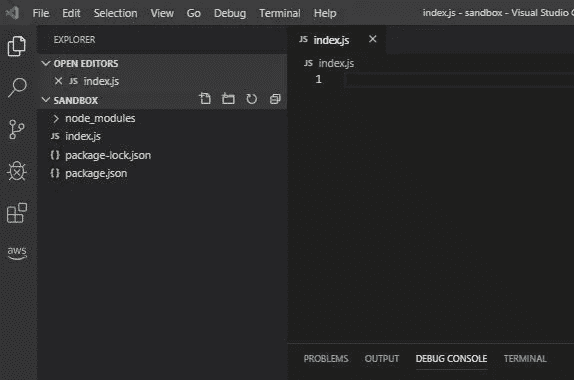 File Edit Selection View Go Debug Terminal Help index.js - sandbox - Visual Studio C
EXPLORER
OPEN EDITORS
JS index.js
SANDBOX
node_modules
JS index.js
{} package-lock.json
{} package.json
aws
JS index.js
JS index.js
1
PROBLEMS OUTPUT DEBUG CONSOLE TERMINAL